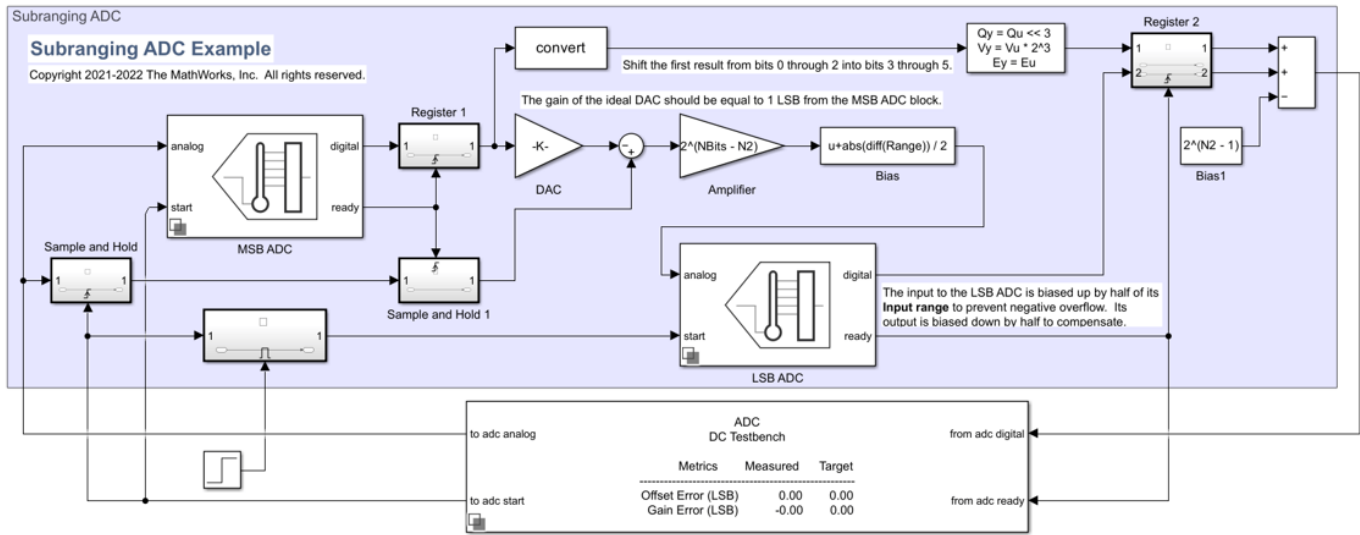 Subranging ADC
Subranging ADC Example
Copyright 2021-2022 The MathWorks, Inc.  All rights reserved.
convert
Shift the first result from bits 0 through 2 into bits 3 through 5.
Qy = Qu << 3
Vy = Vu * 2^3
Ey = Eu
Register 2
1
2
1
2
+
+
−
The gain of the ideal DAC should be equal to 1 LSB from the MSB ADC block.
analog
digital
start
ready
MSB ADC
Register 1
1
1
-K-
DAC
−
+
2^(NBits - N2)
Amplifier
u+abs(diff(Range)) / 2
Bias
2^(N2 - 1)
Bias1
Sample and Hold
1
1
1
1
Sample and Hold 1
1
1
analog
digital
start
ready
LSB ADC
The input to the LSB ADC is biased up by half of its
Input range to prevent negative overflow.  Its
output is biased down by half to compensate.
to adc analog
to adc start
ADC
DC Testbench
Metrics Measured Target
--------------------------------------------------------
Offset Error (LSB) 0.00 0.00
Gain Error (LSB) -0.00 0.00
from adc digital
from adc ready